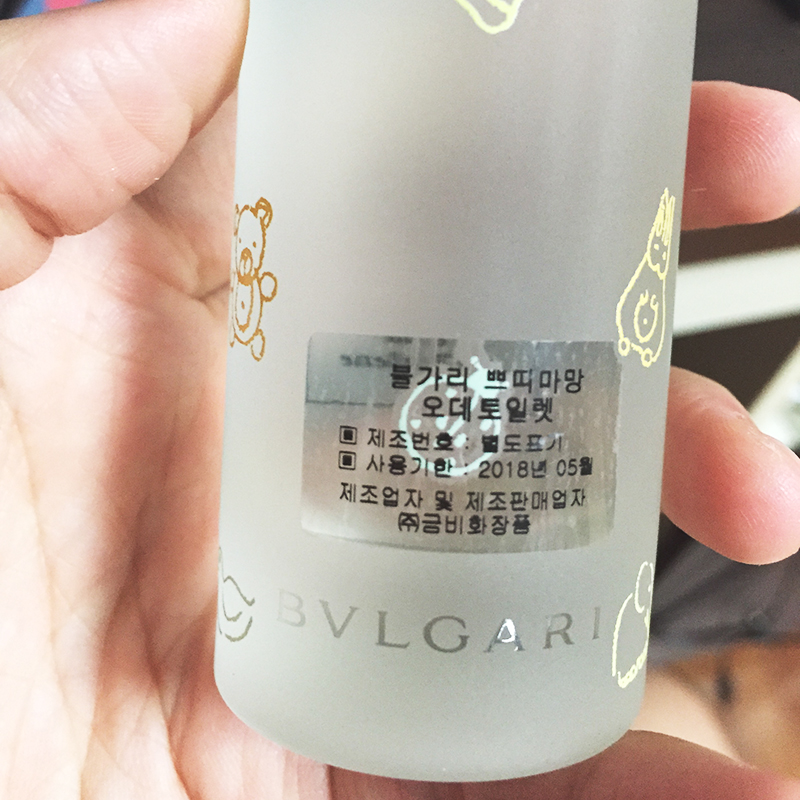 불가리 쁘띠마망
오데토일렛
▣ 제조번호 : 별도표기
▣ 사용기한 : 2018년 05월
제조업자 및 제조판매업자
㈜금비화장품
BVLGARI